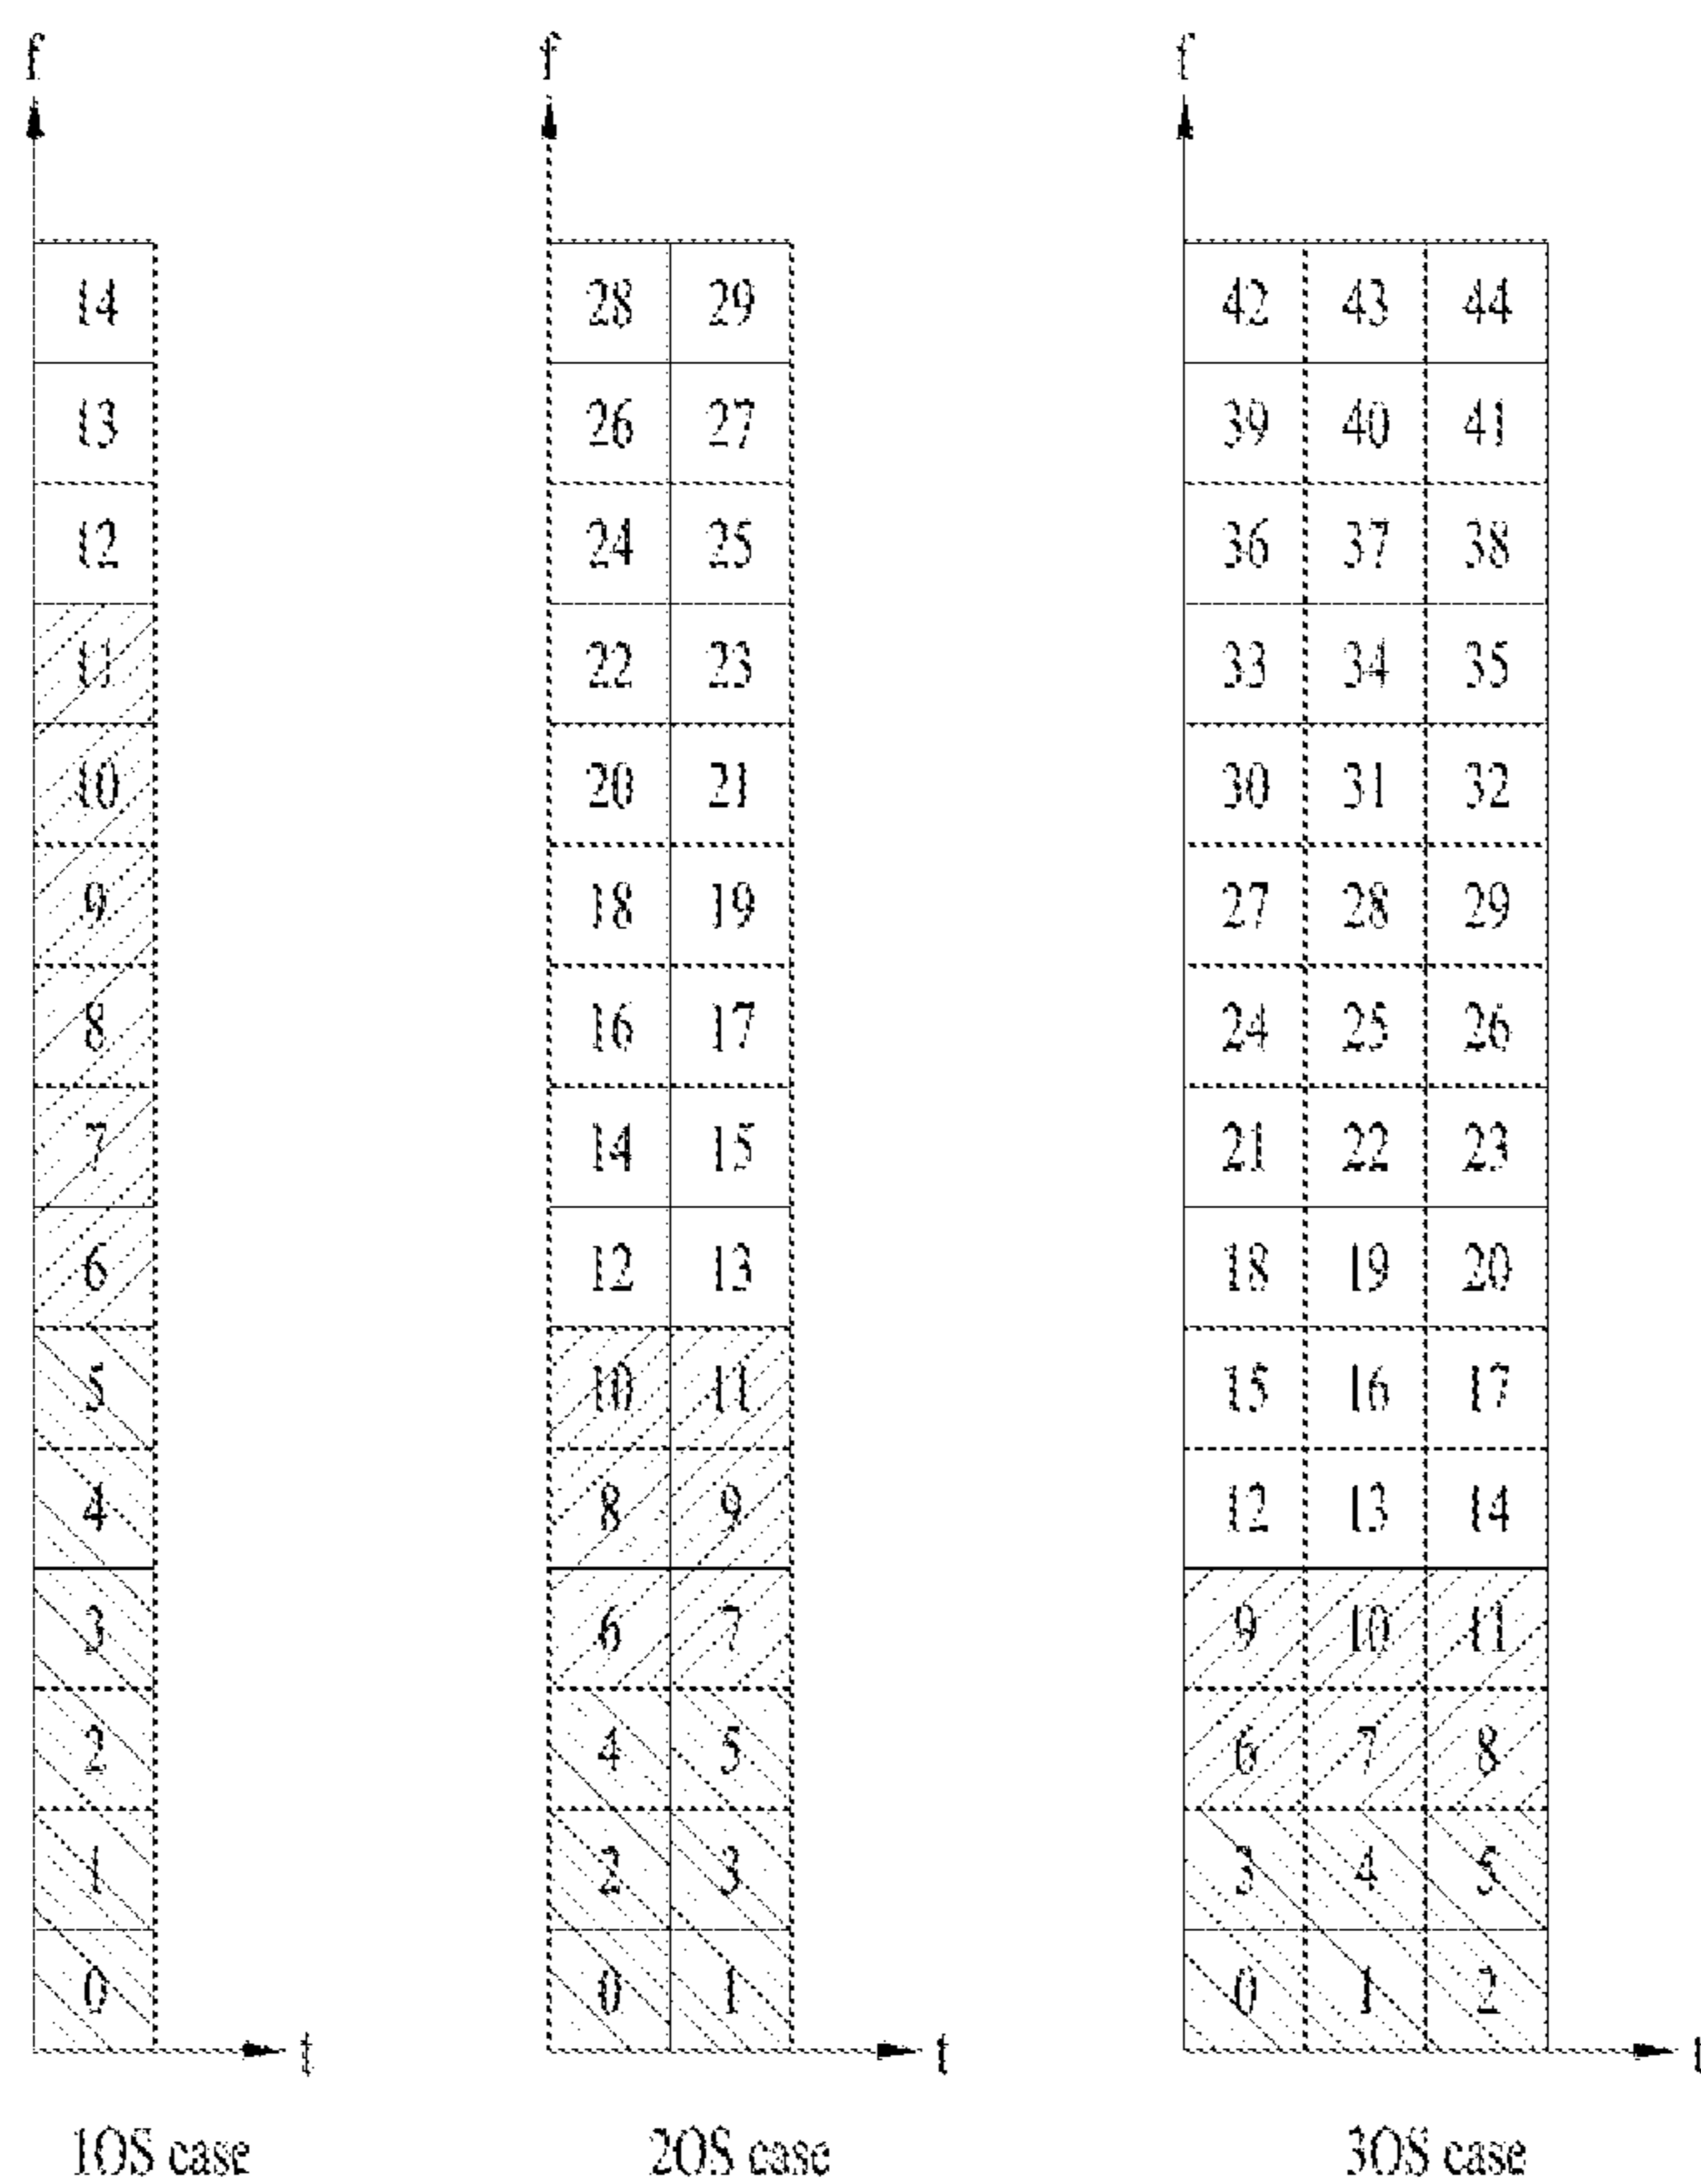 f f f
14 28 29 42 43 44
13 26 27 39 40 41
12 24 25 36 37 38
11 22 23 33 34 35
10 20 21 30 31 32
9 18 19 27 28 29
8 16 17 24 25 26
7 14 15 21 22 23
6 12 13 18 19 20
5 10 11 15 16 17
4 8 9 12 13 14
3 6 7 9 10 11
2 4 5 6 7 8
1 2 3 3 4 5
0 0 1 0 1 2
t t t
1OS case 2OS case 3OS case